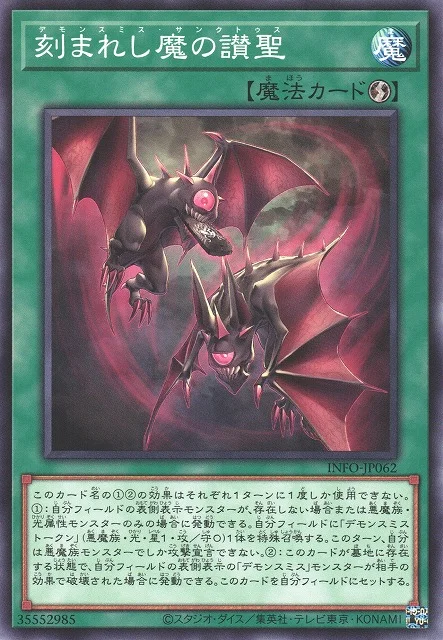 デモンスミス・サンクトゥス
刻まれし魔の讃聖
魔
【魔法カード】
INFO-JP062
このカード名の①②の効果はそれぞれ1ターンに1度しか使用できない。
①：自分フィールドの表側表示モンスターが、存在しない場合または悪魔族・
光属性モンスターのみの場合に発動できる。自分フィールドに「デモンスミス
トークン」（悪魔族・光・星1・攻／守0）1体を特殊召喚する。このターン、自分
は悪魔族モンスターでしか攻撃宣言できない。②：このカードが墓地に存在
する状態で、自分フィールドの表側表示の「デモンスミス」モンスターが相手の
効果で破壊された場合に発動できる。このカードを自分フィールドにセットする。
35552985
©スタジオ・ダイス／集英社・テレビ東京・KONAMI